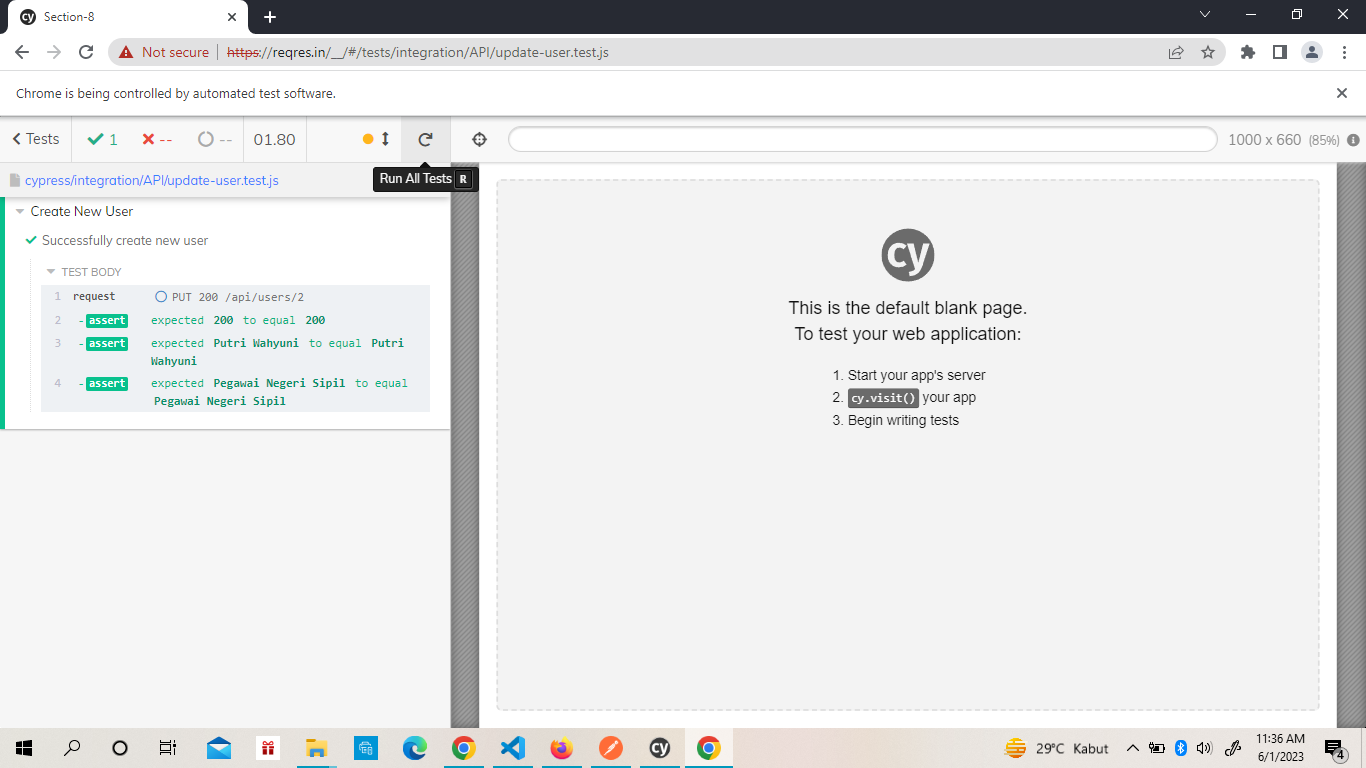 cy Section-8
Not secure https://reqres.in/__/#/tests/integration/API/update-user.test.js
Chrome is being controlled by automated test software.
Tests 1 -- -- 01.80 1000 x 660 (85%)
Run All Tests R
cypress/integration/API/update-user.test.js
Create New User
Successfully create new user
TEST BODY
1 request PUT 200 /api/users/2
2 -assert expected 200 to equal 200
3 -assert expected Putri Wahyuni to equal Putri
Wahyuni
4 -assert expected Pegawai Negeri Sipil to equal
Pegawai Negeri Sipil
cy
This is the default blank page.
To test your web application:
1. Start your app's server
2. cy.visit() your app
3. Begin writing tests
cy
29°C Kabut
11:36 AM
6/1/2023
4